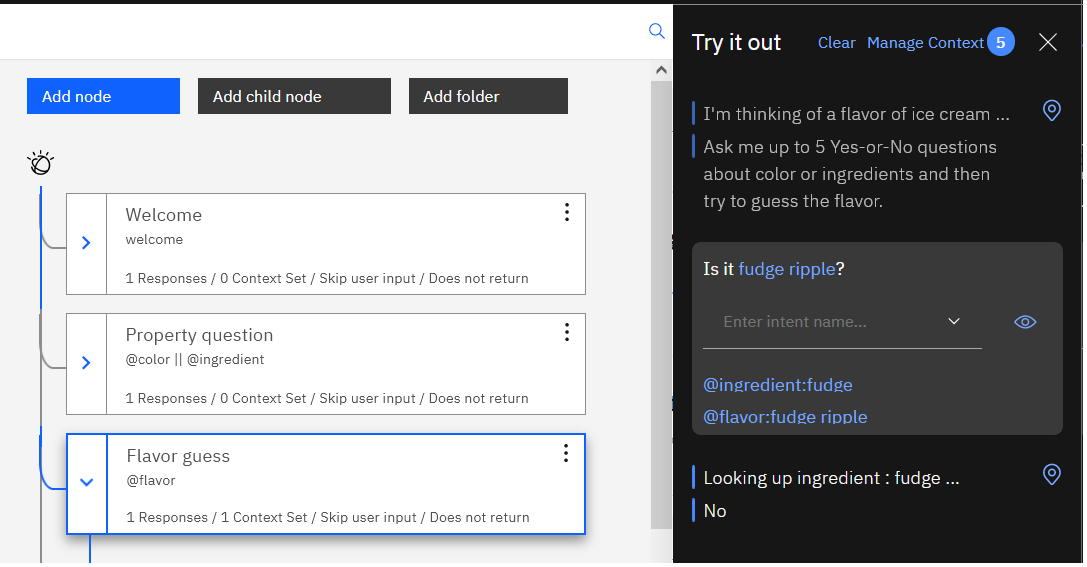 Try it out
Clear
Manage Context
5
Add node
Add child node
Add folder
Welcome
welcome
1 Responses / 0 Context Set / Skip user input / Does not return
Property question
@color || @ingredient
1 Responses / 0 Context Set / Skip user input / Does not return
Flavor guess
@flavor
1 Responses / 1 Context Set / Skip user input / Does not return
I'm thinking of a flavor of ice cream ...
Ask me up to 5 Yes-or-No questions
about color or ingredients and then
try to guess the flavor.
Is it fudge ripple?
Enter intent name...
@ingredient:fudge
@flavor:fudge ripple
Looking up ingredient : fudge ...
No